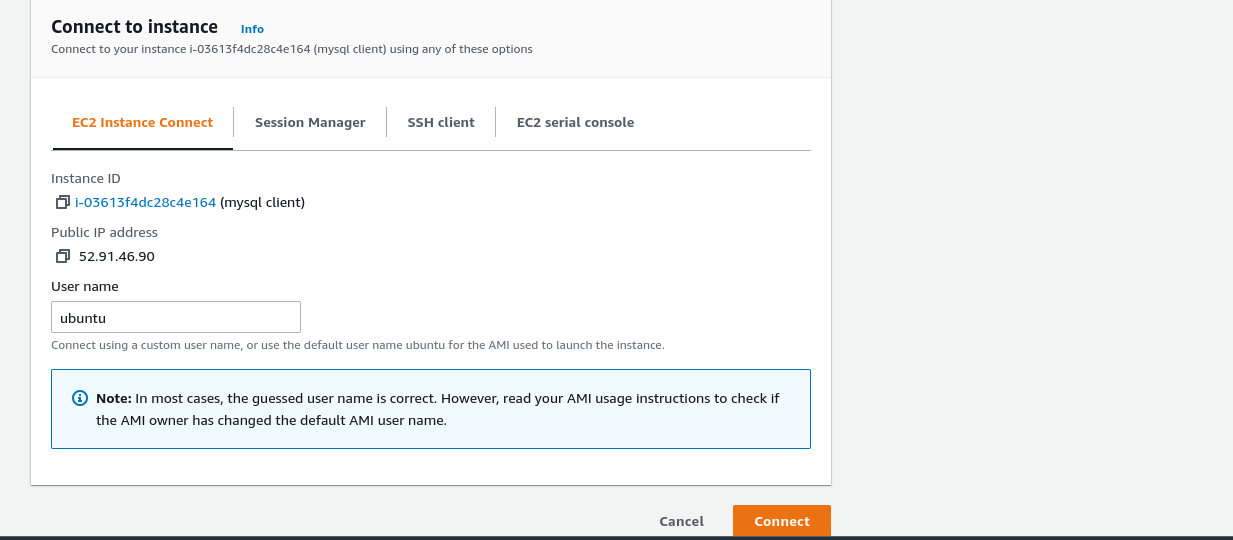 Connect to instance Info
Connect to your instance i-03613f4dc28c4e164 (mysql client) using any of these options
EC2 Instance Connect Session Manager SSH client EC2 serial console
Instance ID
i-03613f4dc28c4e164 (mysql client)
Public IP address
52.91.46.90
User name
ubuntu
Connect using a custom user name, or use the default user name ubuntu for the AMI used to launch the instance.
Note: In most cases, the guessed user name is correct. However, read your AMI usage instructions to check if
the AMI owner has changed the default AMI user name.
Cancel Connect